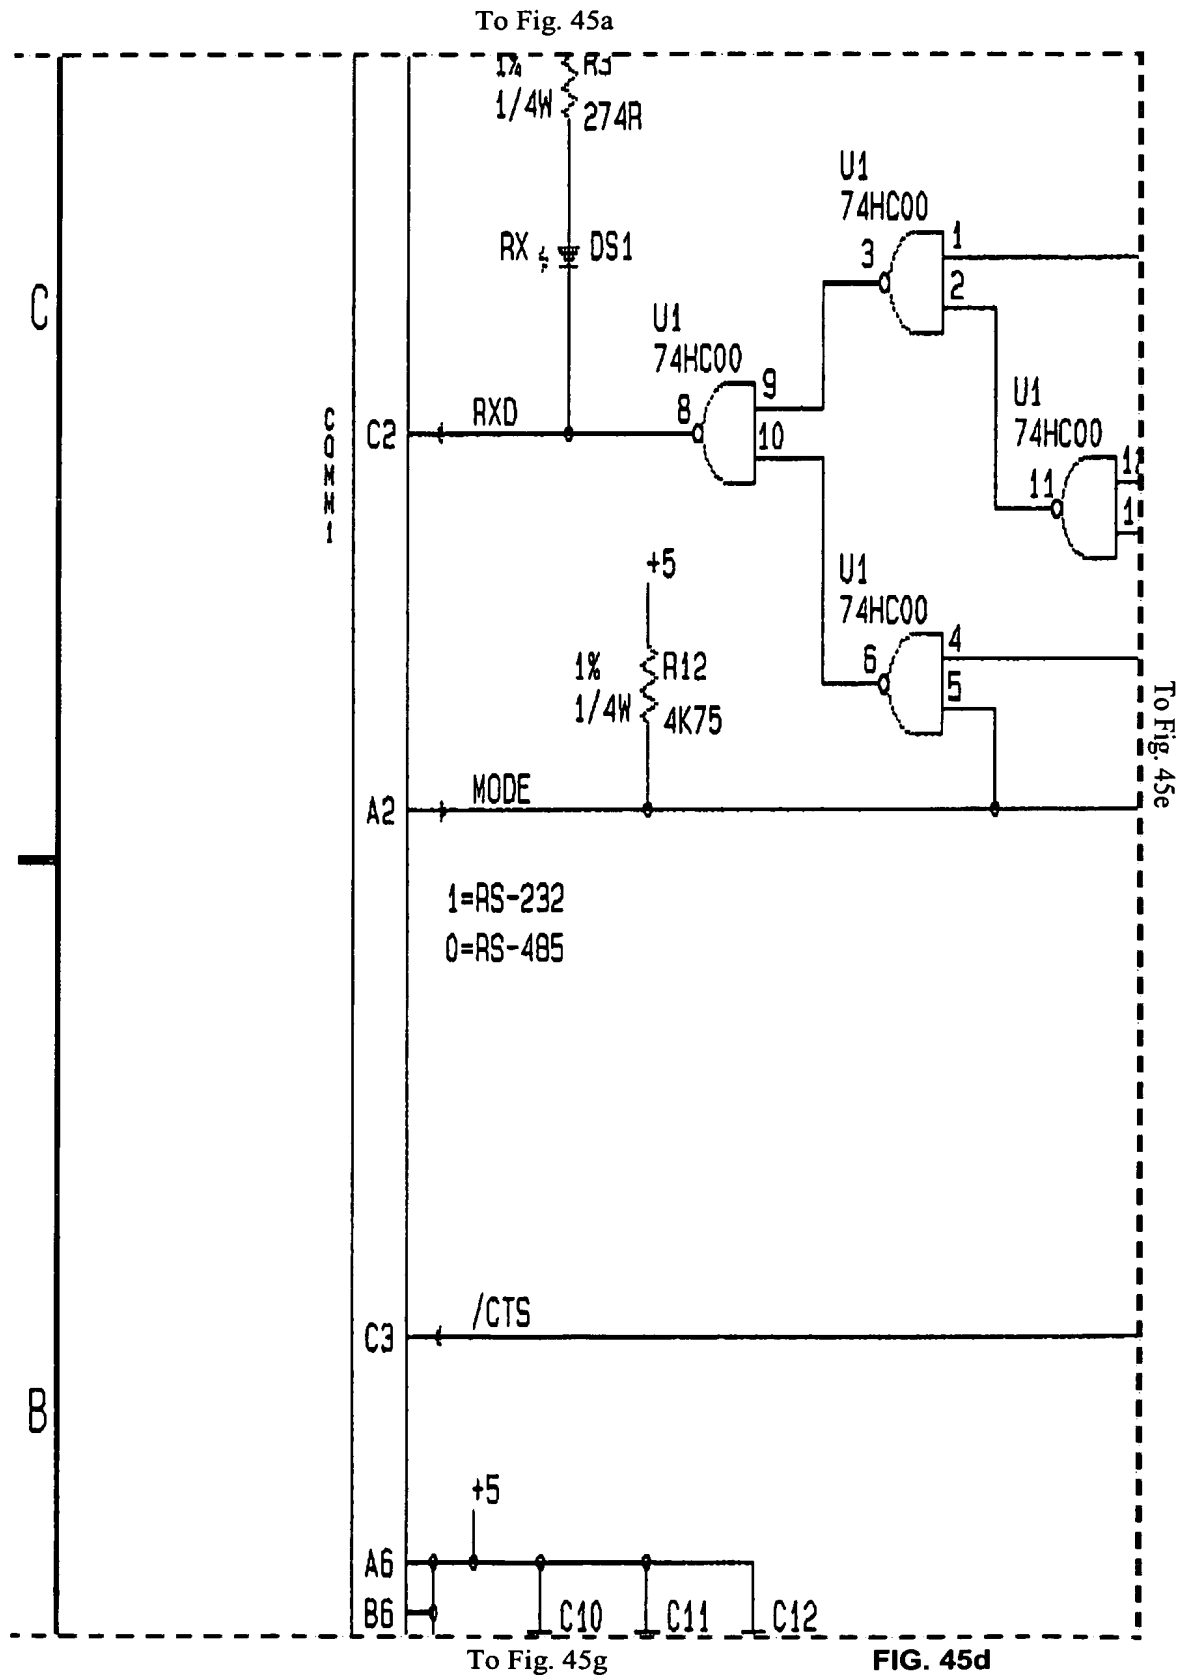 To Fig. 45a
1%
1/4W
274R
U1
74HC00
1
3
2
RX
DS1
C
U1
74HC00
9
8
10
U1
74HC00
11
COMM1
C2
RXD
+5
1%
1/4W
R12
4K75
U1
74HC00
4
6
5
To Fig. 45e
A2
MODE
1=RS-232
0=RS-485
/CTS
C3
B
+5
A6
B6
C10
C11
C12
To Fig. 45g
FIG. 45d